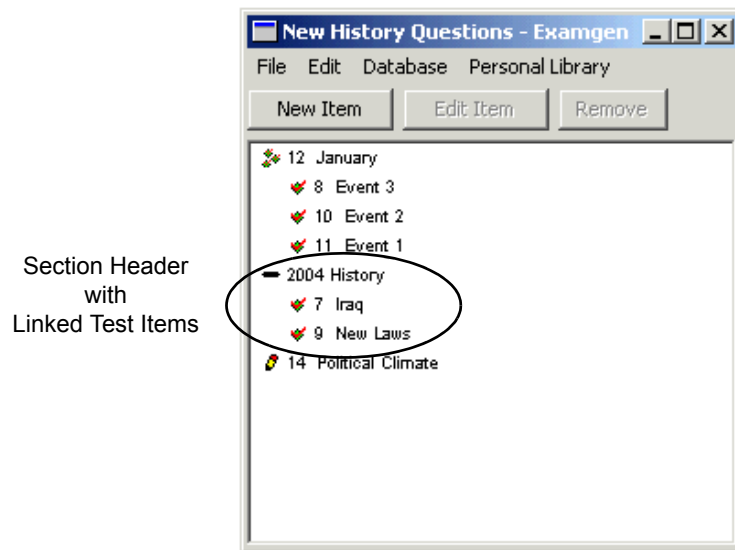 New History Questions - Examgen
File Edit Database Personal Library
New Item Edit Item Remove
12 January
8 Event 3
10 Event 2
11 Event 1
Section Header
with
Linked Test Items
2004 History
7 Iraq
9 New Laws
14 Political Climate